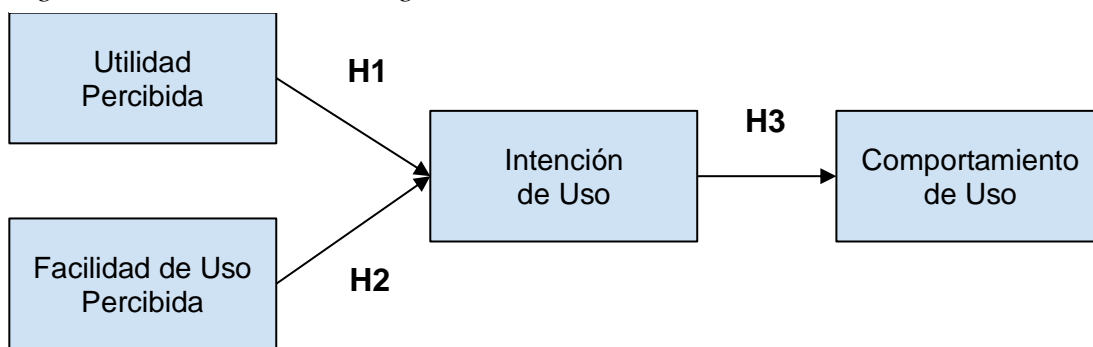 Utilidad
Percibida
H1
Intención
de Uso
H3
Comportamiento
de Uso
Facilidad de Uso
Percibida
H2